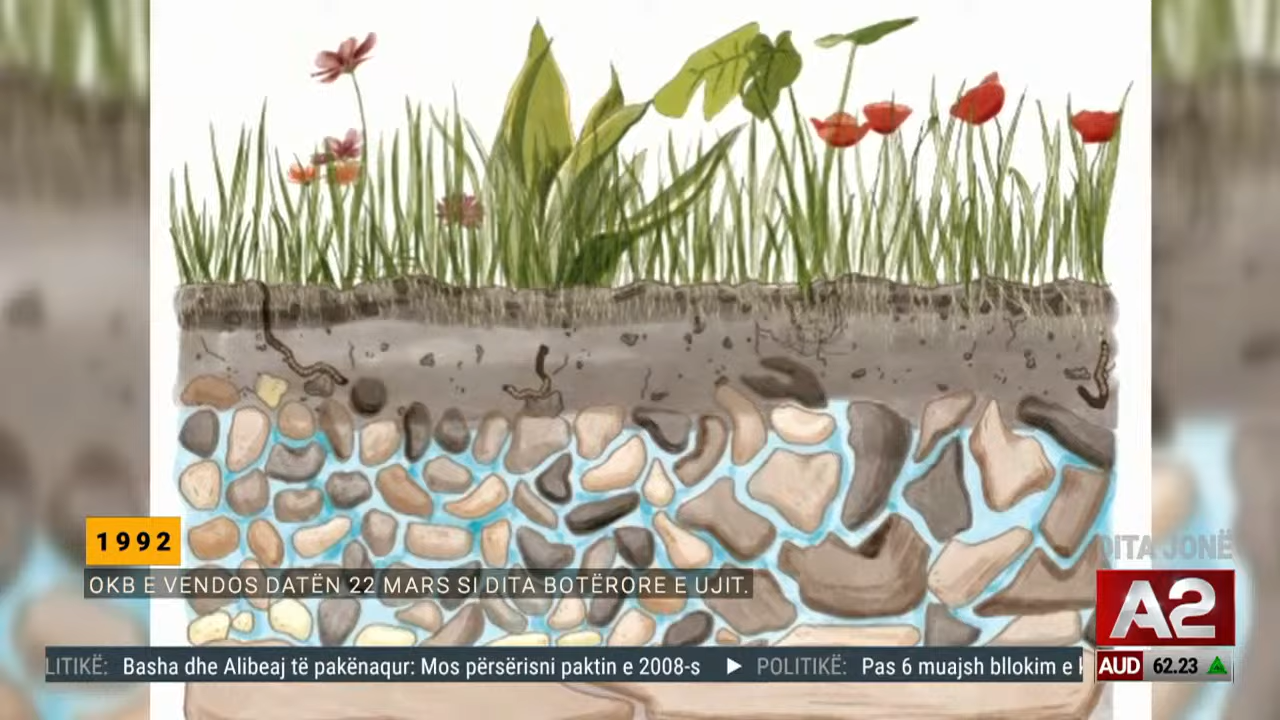 1992
OKB E VENDOS DATËN 22 MARS SI DITA BOTËRORE E UJIT.
DITA JONË
A2
LITIKË: Basha dhe Alibeaj të pakënaqur: Mos përsërisni paktin e 2008-s ▶ POLITIKË: Pas 6 muajsh bllokim e
AUD 62.23